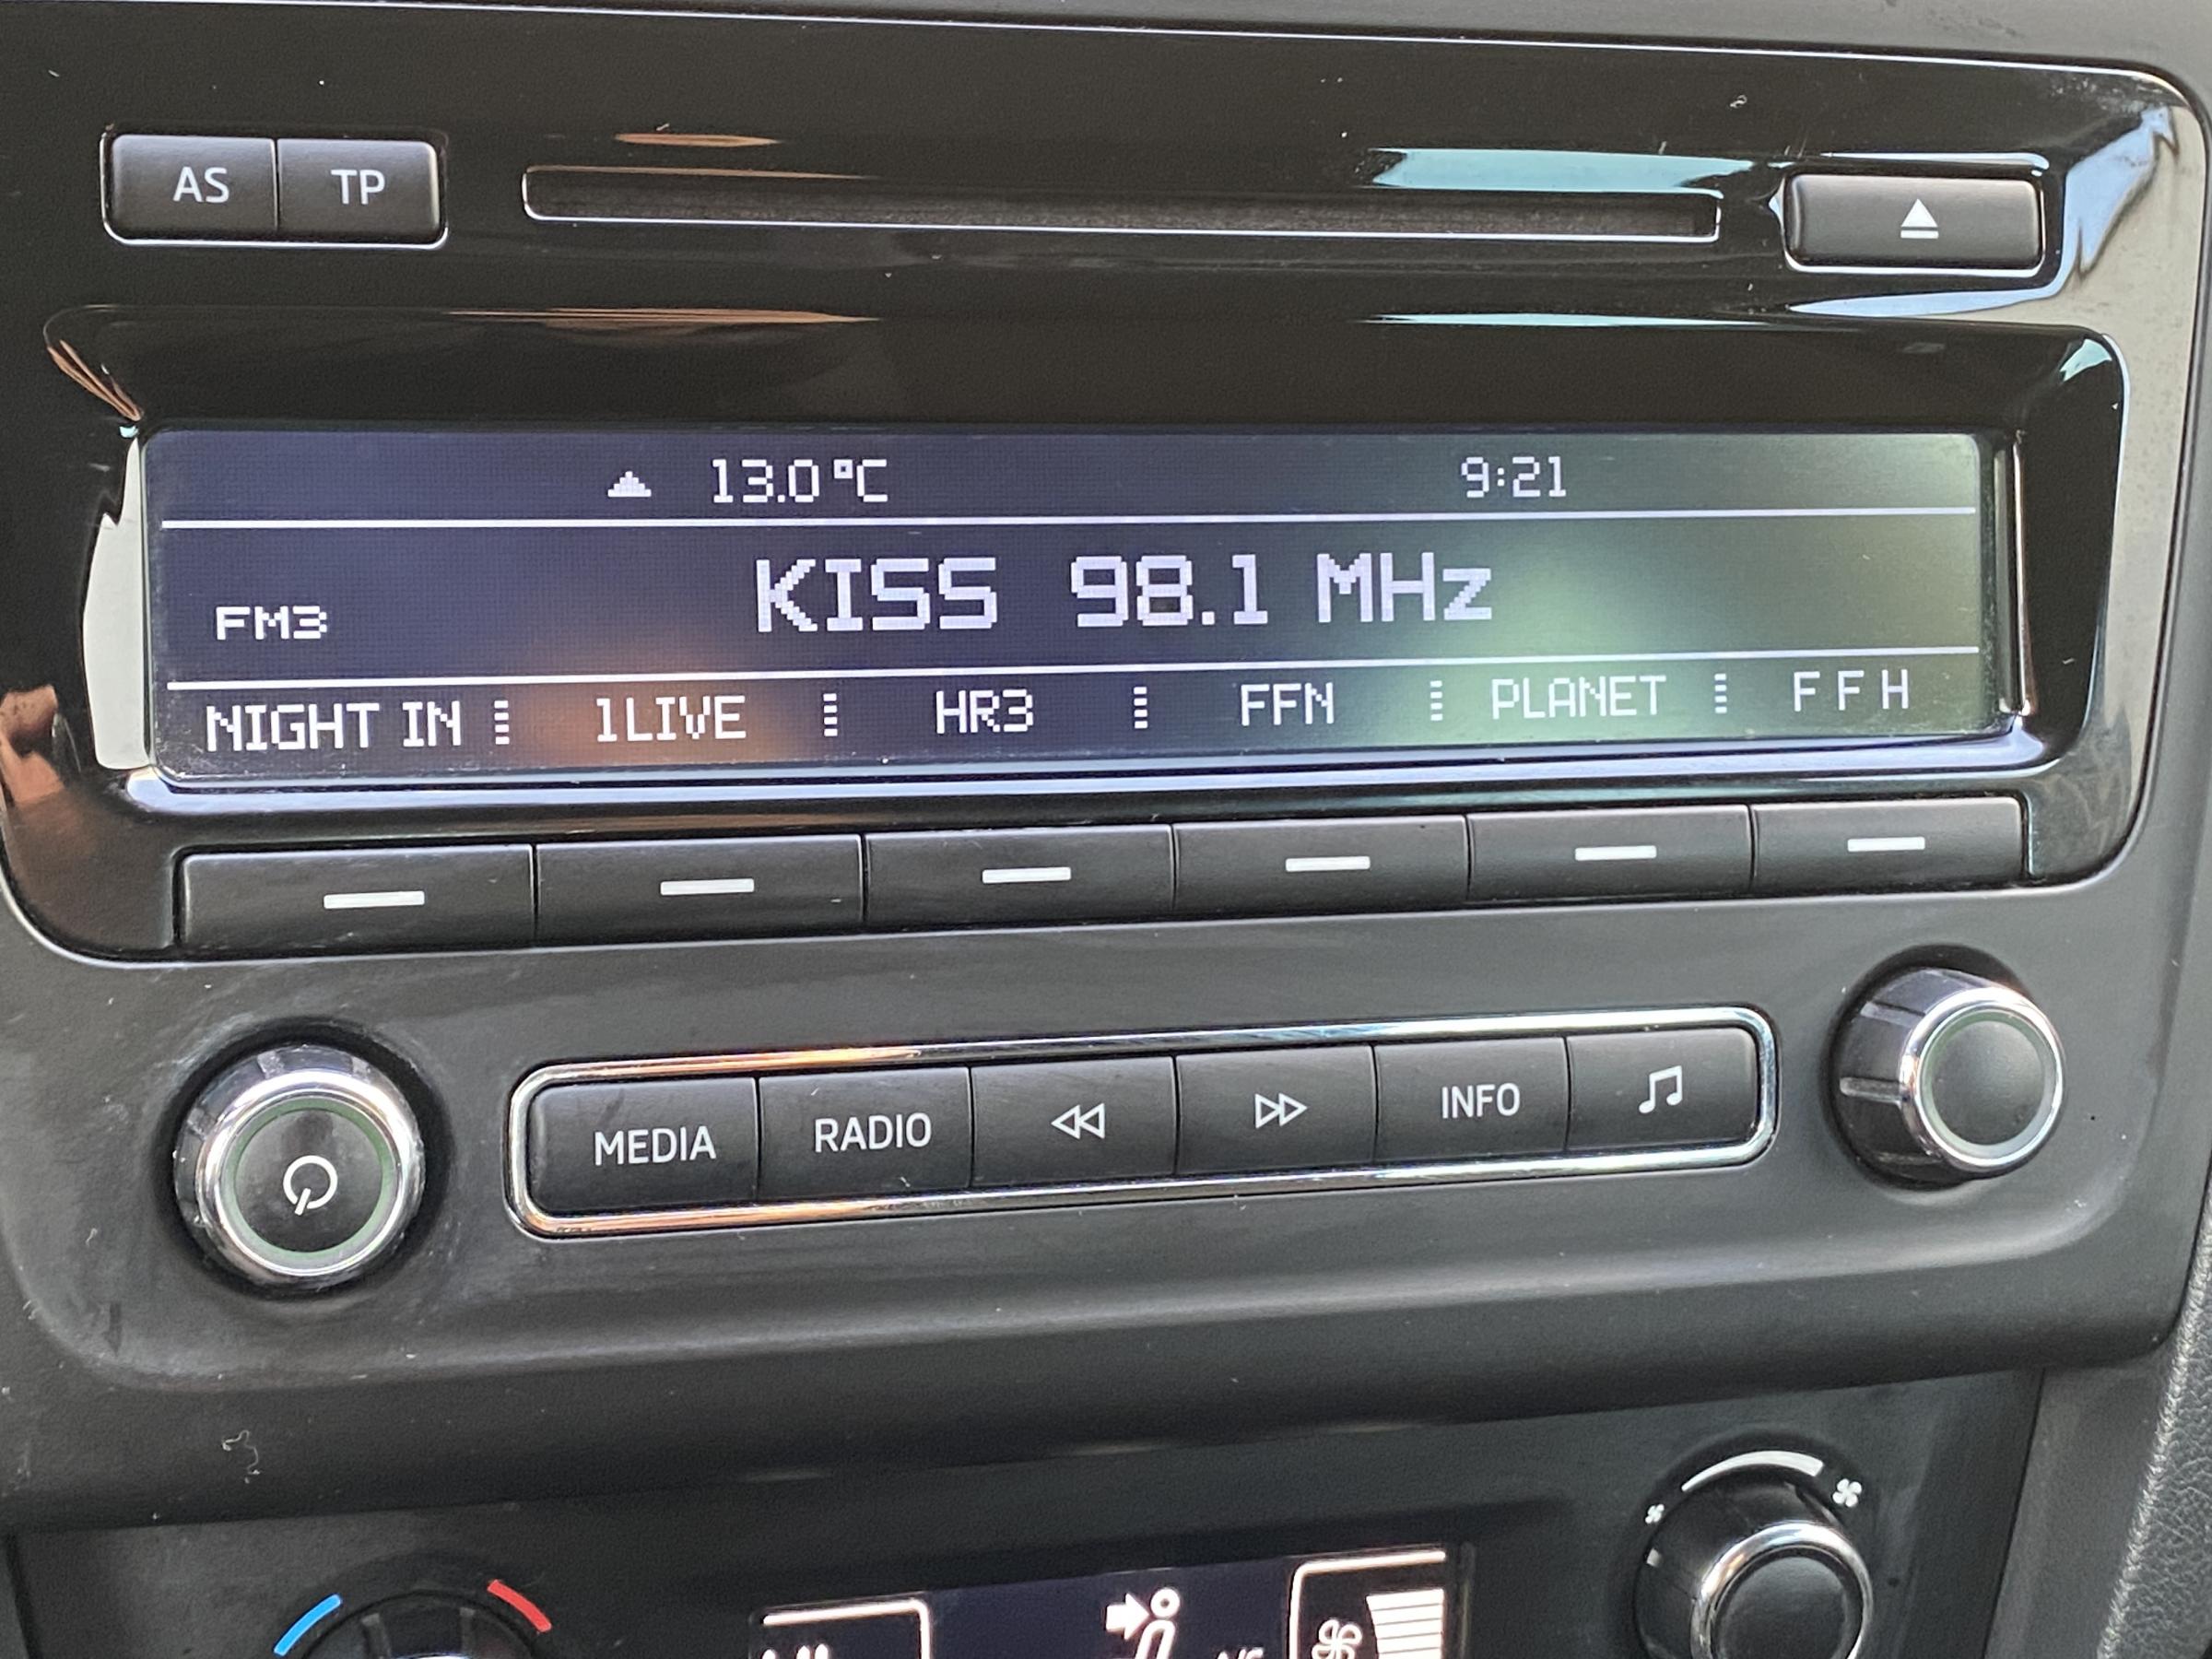 AS TP
13.0°C 9:21
FM3 KISS 98.1 MHz
NIGHT IN 1LIVE HR3 FFN PLANET FFH
MEDIA RADIO INFO